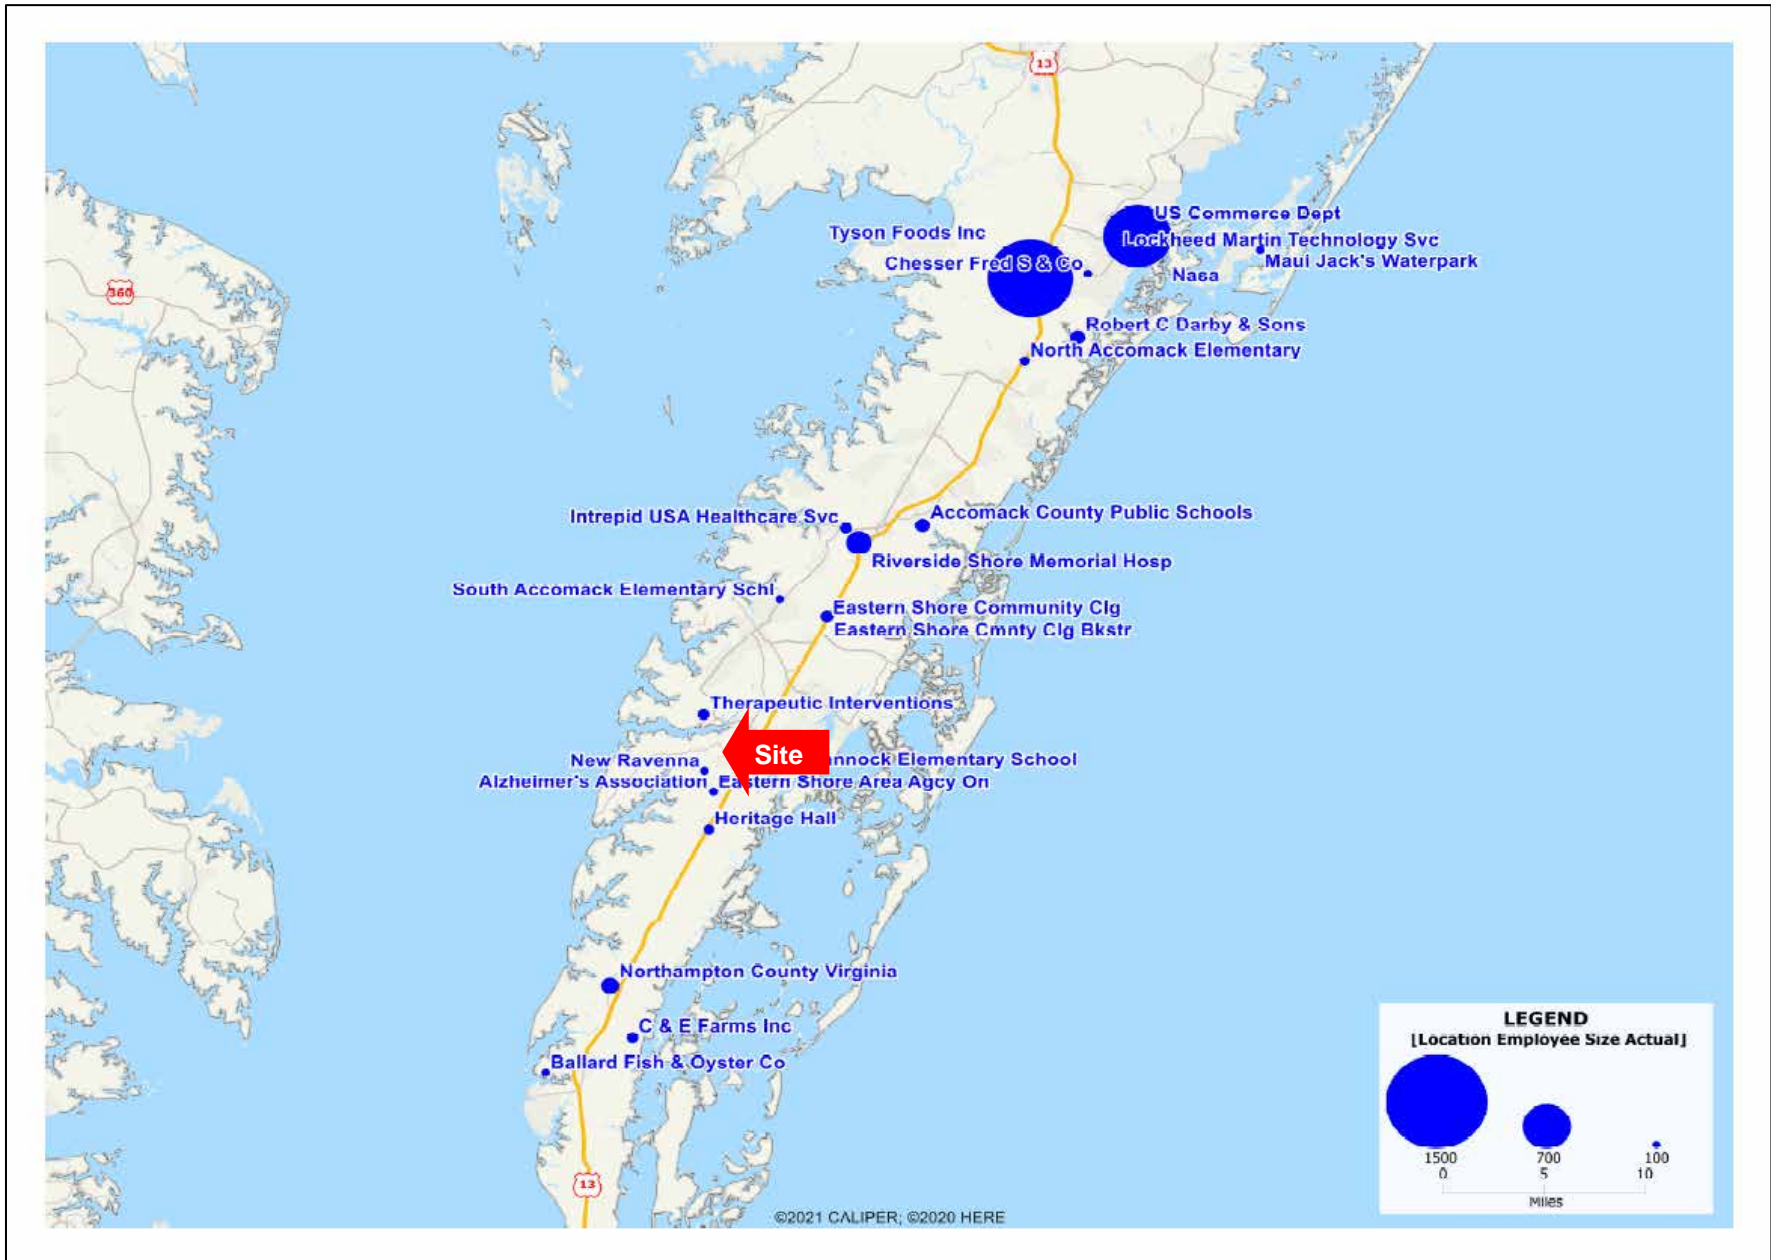 13
US Commerce Dept
Tyson Foods Inc
Lockheed Martin Technology Svc
Maui Jack's Waterpark
Chesser Fred S & Co
Nasa
360
Robert C Darby & Sons
North Accomack Elementary
Intrepid USA Healthcare Svc
Accomack County Public Schools
Riverside Shore Memorial Hosp
South Accomack Elementary Schl
Eastern Shore Community Clg
Eastern Shore Cmnty Clg Bkstr
Therapeutic Interventions
Site
New Ravenna
annock Elementary School
Alzheimer's Association
Eastern Shore Area Agcy On
Heritage Hall
Northampton County Virginia
C & E Farms Inc
Ballard Fish & Oyster Co
13
©2021 CALIPER; ©2020 HERE
LEGEND
[Location Employee Size Actual]
1500 700 100
0 5 10
Miles